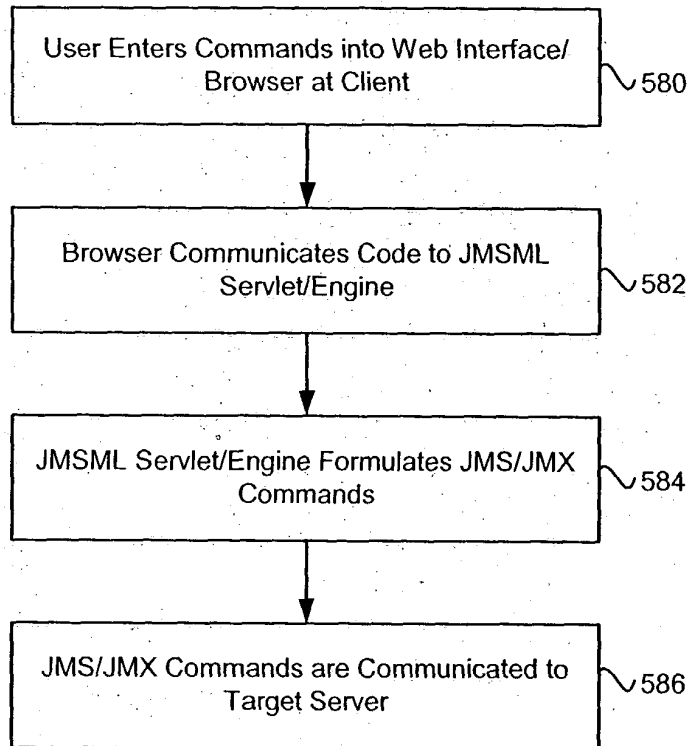 User Enters Commands into Web Interface/
Browser at Client
580
Browser Communicates Code to JMSML
Servlet/Engine
582
JMSML Servlet/Engine Formulates JMS/JMX
Commands
584
JMS/JMX Commands are Communicated to
Target Server
586